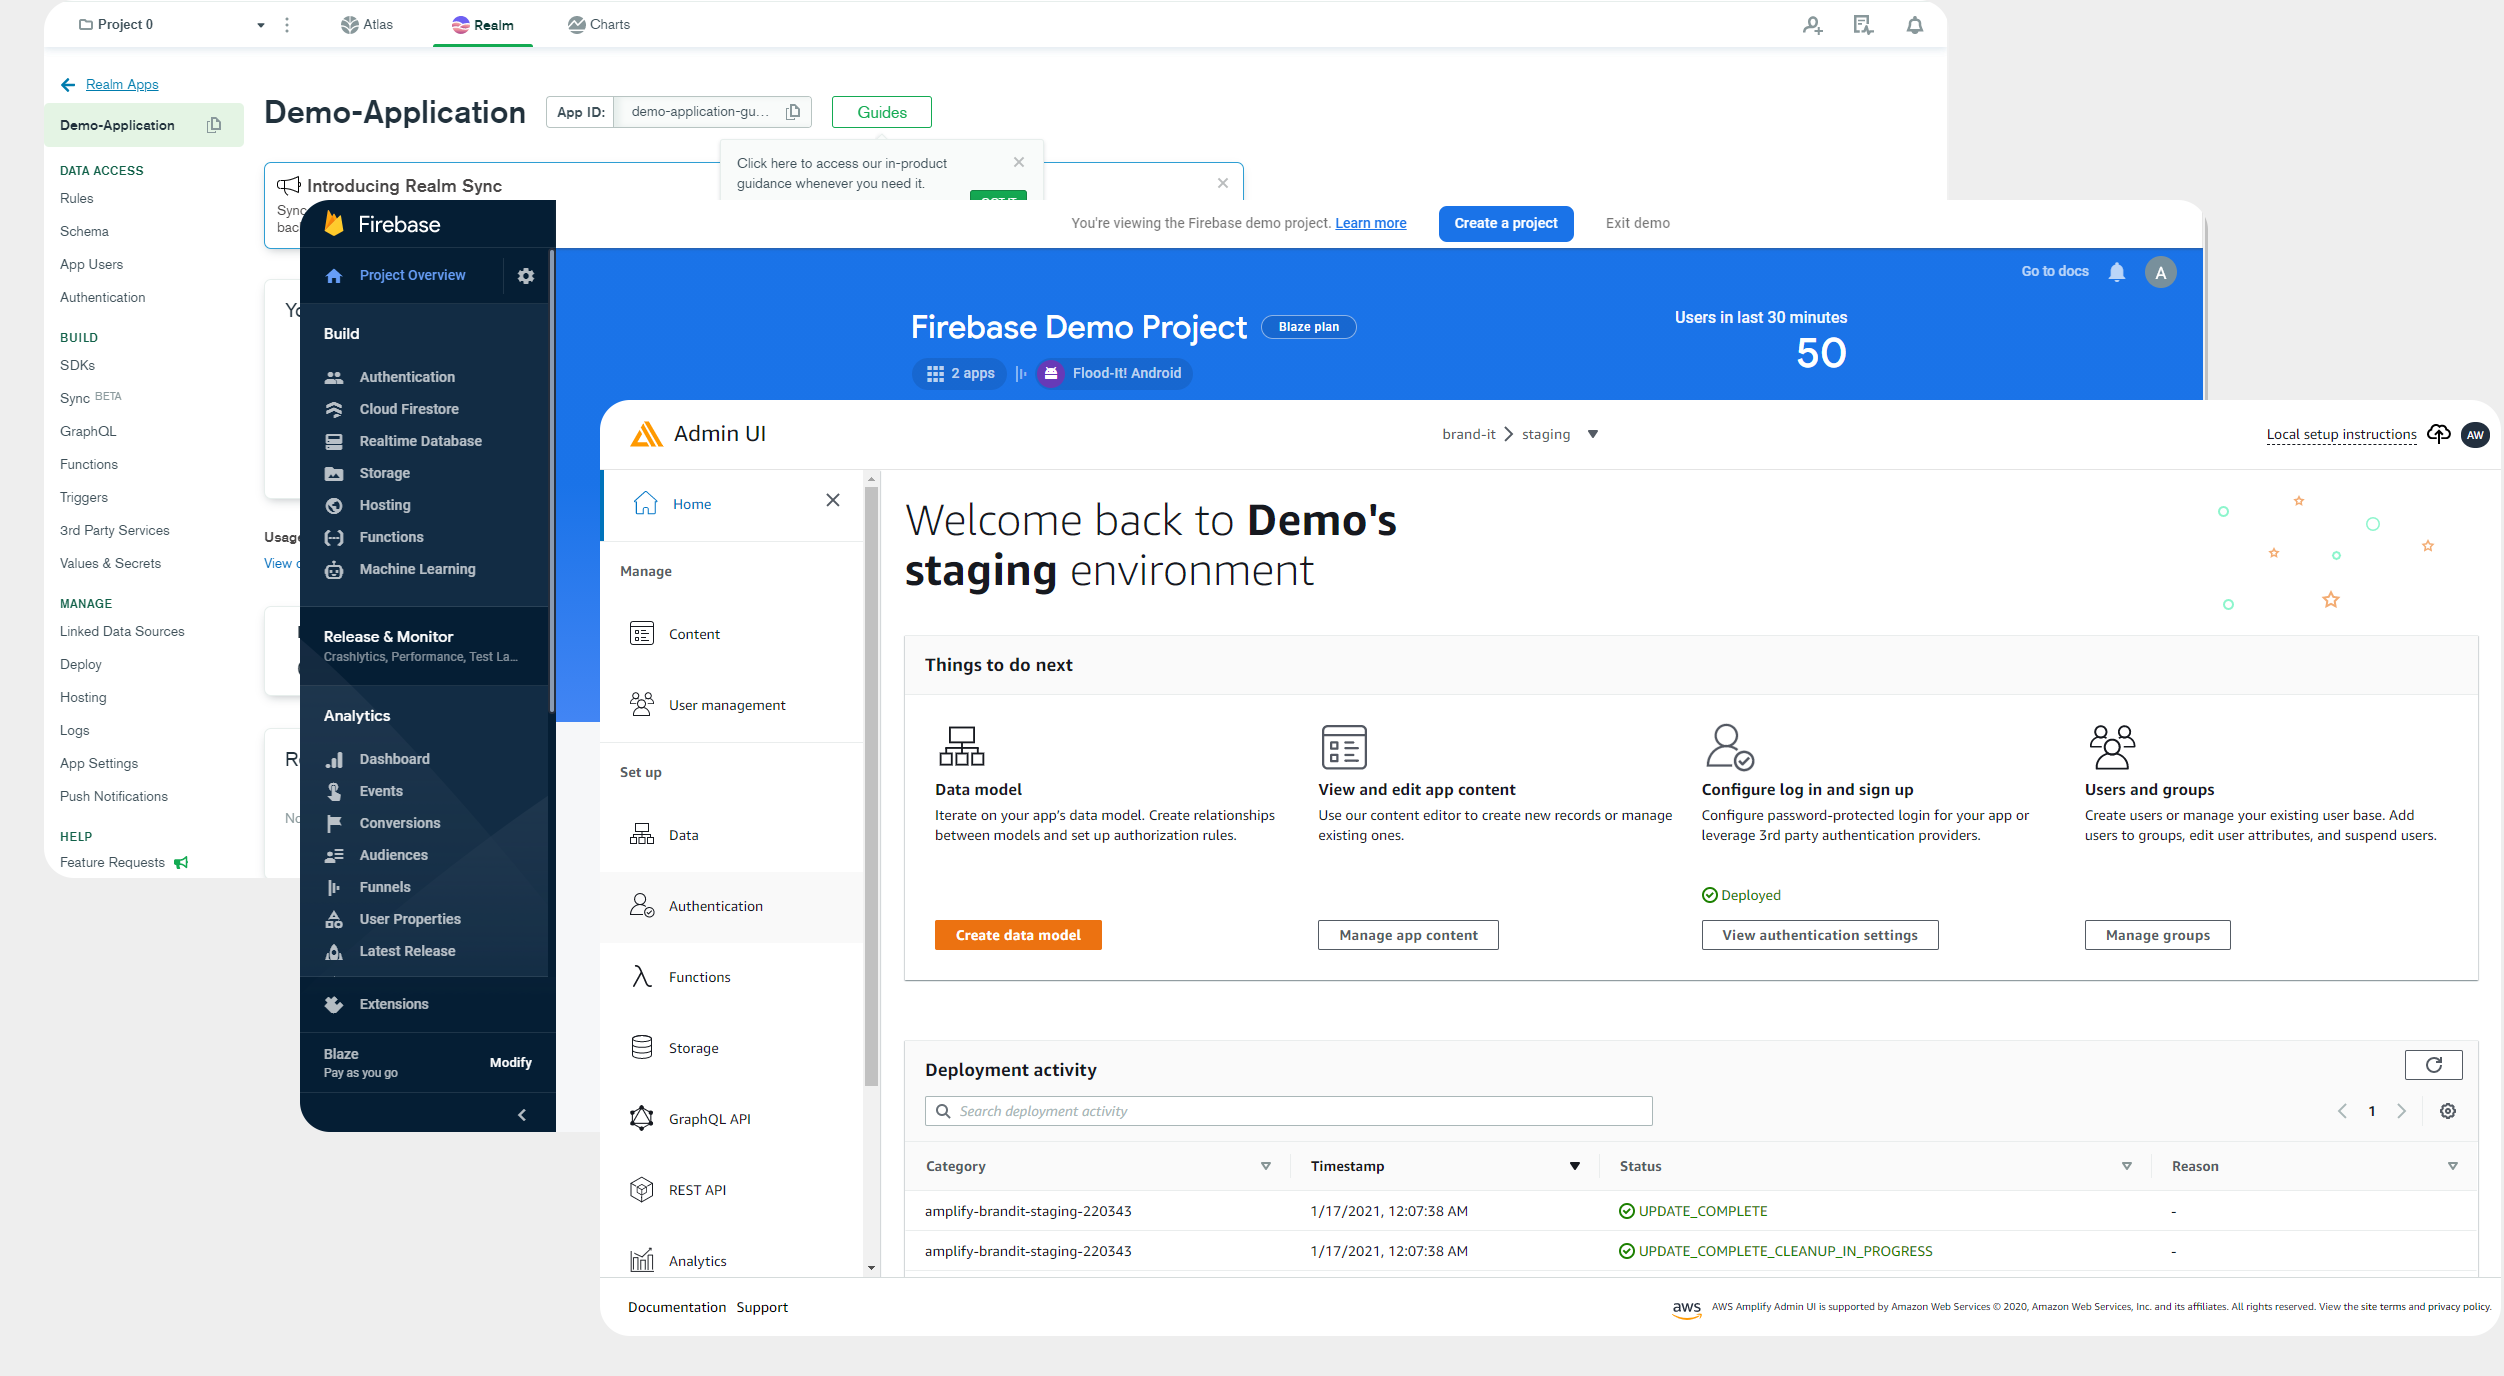 Project 0
Atlas
Realm
Charts
Realm Apps
Demo-Application
DATA ACCESS
Rules
Schema
App Users
Authentication
BUILD
SDKs
Sync BETA
GraphQL
Functions
Triggers
3rd Party Services
Values & Secrets
MANAGE
Linked Data Sources
Deploy
Hosting
Logs
App Settings
Push Notifications
HELP
Feature Requests
Demo-Application
App ID: demo-application-gu...
Guides
Click here to access our in-product
guidance whenever you need it.
Introducing Realm Sync
View
Firebase
Project Overview
Build
Authentication
Cloud Firestore
Realtime Database
Storage
Hosting
Functions
Machine Learning
Release & Monitor
Crashlytics, Performance, Test La...
Analytics
Dashboard
Events
Conversions
Audiences
Funnels
User Properties
Latest Release
Extensions
Blaze
Pay as you go
Modify
You're viewing the Firebase demo project. Learn more
Create a project
Exit demo
Go to docs
A
Firebase Demo Project
Blaze plan
2 apps
Flood-It! Android
Users in last 30 minutes
50
Admin UI
brand-it
staging
Local setup instructions
AW
Home
Manage
Content
User management
Set up
Data
Authentication
Functions
Storage
GraphQL API
REST API
Analytics
Documentation Support
Welcome back to Demo's
staging environment
Things to do next
Data model
Iterate on your app's data model. Create relationships
between models and set up authorization rules.
Create data model
View and edit app content
Use our content editor to create new records or manage
existing ones.
Manage app content
Configure log in and sign up
Configure password-protected login for your app or
leverage 3rd party authentication providers.
Deployed
View authentication settings
Users and groups
Create users or manage your existing user base. Add
users to groups, edit user attributes, and suspend users.
Manage groups
Deployment activity
Search deployment activity
1
Category Timestamp Status Reason
amplify-brandit-staging-220343 1/17/2021, 12:07:38 AM UPDATE_COMPLETE -
amplify-brandit-staging-220343 1/17/2021, 12:07:38 AM UPDATE_COMPLETE_CLEANUP_IN_PROGRESS -
aws AWS Amplify Admin UI is supported by Amazon Web Services © 2020, Amazon Web Services, Inc. and its affiliates. All rights reserved. View the site terms and privacy policy.